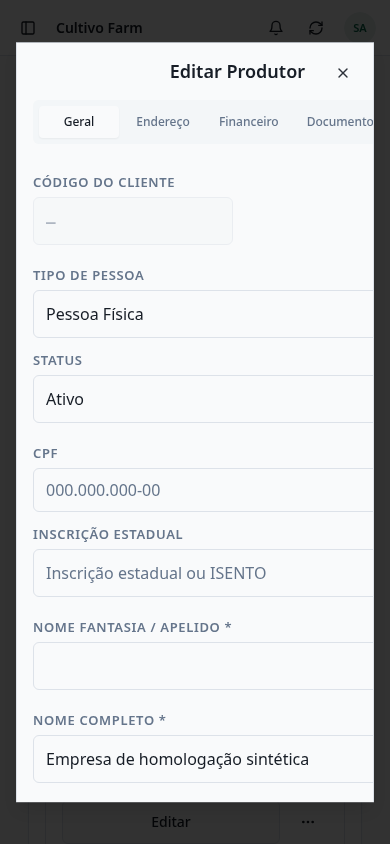 Cultivo Farm
SA
Editar Produtor
Geral
Endereço
Financeiro
Documento
CÓDIGO DO CLIENTE
—
TIPO DE PESSOA
Pessoa Física
STATUS
Ativo
CPF
000.000.000-00
INSCRIÇÃO ESTADUAL
Inscrição estadual ou ISENTO
NOME FANTASIA / APELIDO *
NOME COMPLETO *
Empresa de homologação sintética
Editar